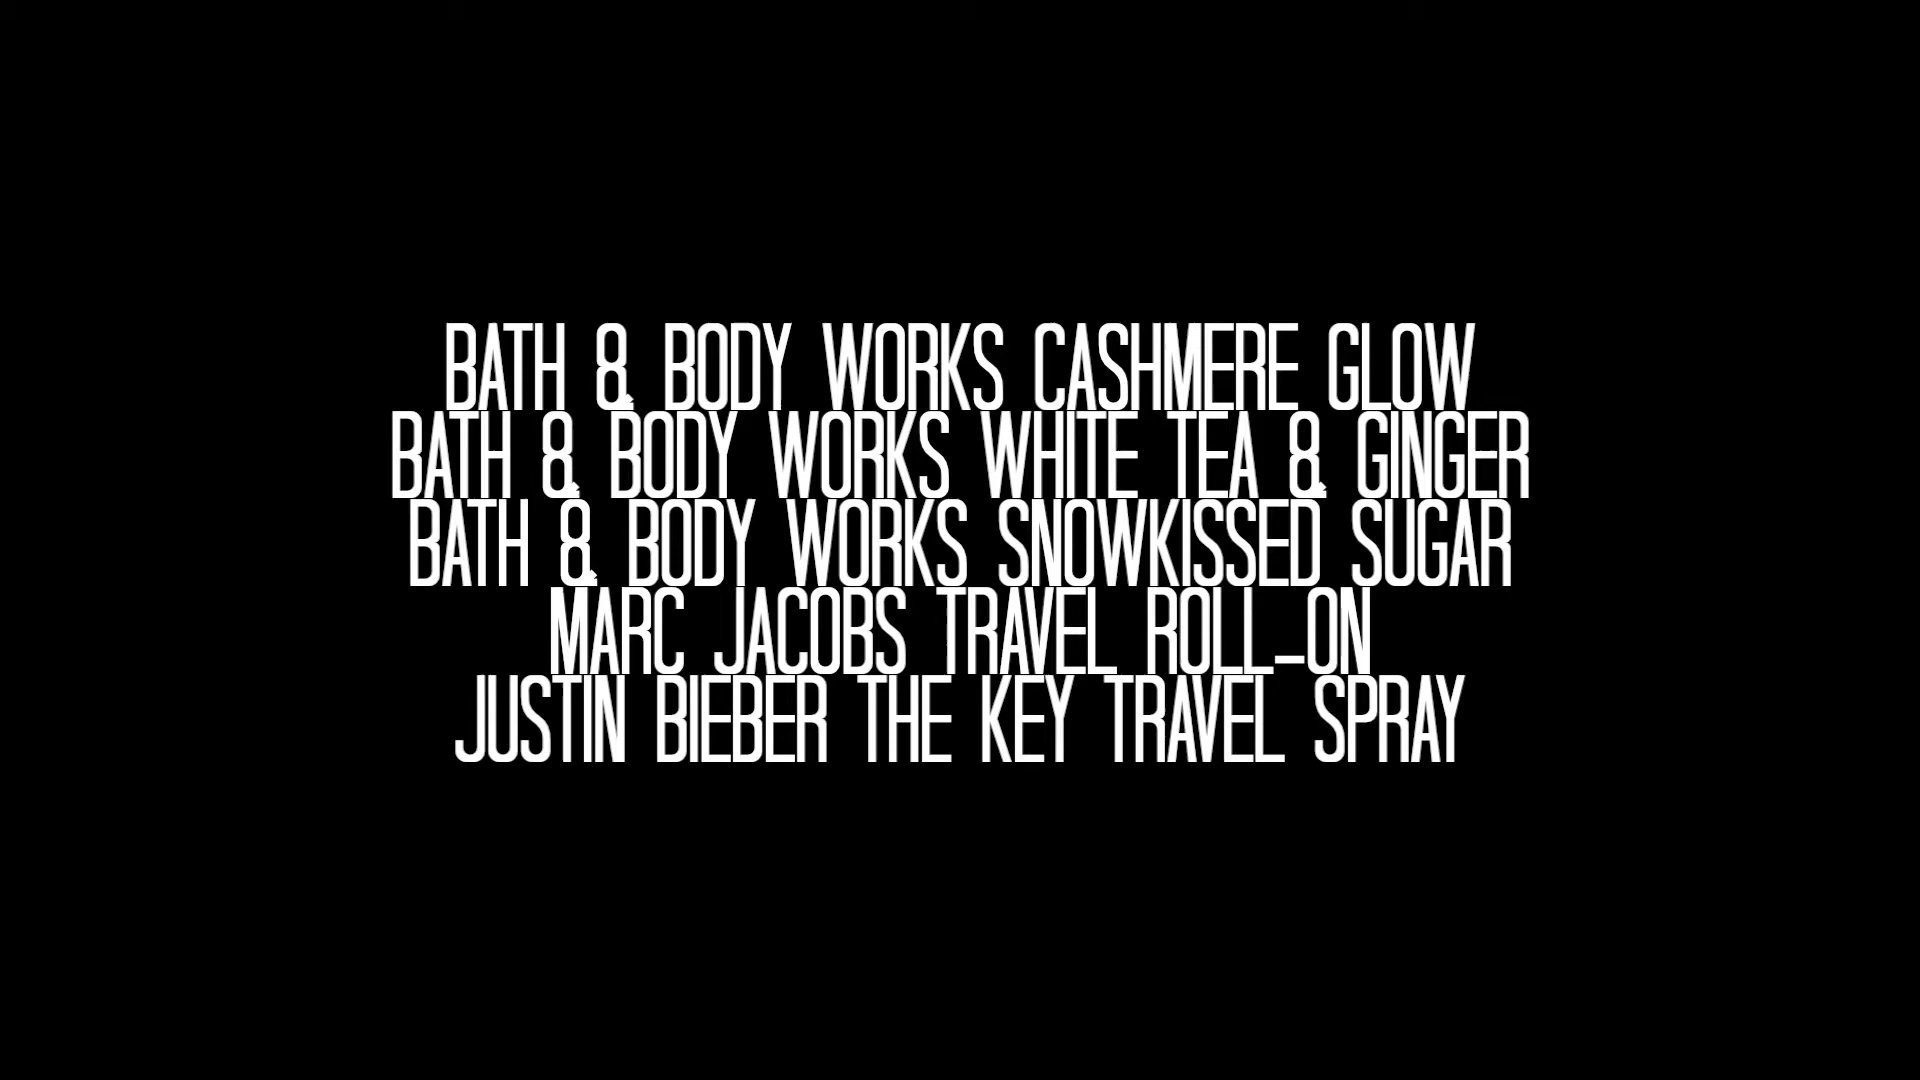 BATH & BODY WORKS CASHMERE GLOW
BATH & BODY WORKS WHITE TEA & GINGER
BATH & BODY WORKS SNOWKISSED SUGAR
MARC JACOBS TRAVEL ROLL-ON
JUSTIN BIEBER THE KEY TRAVEL SPRAY